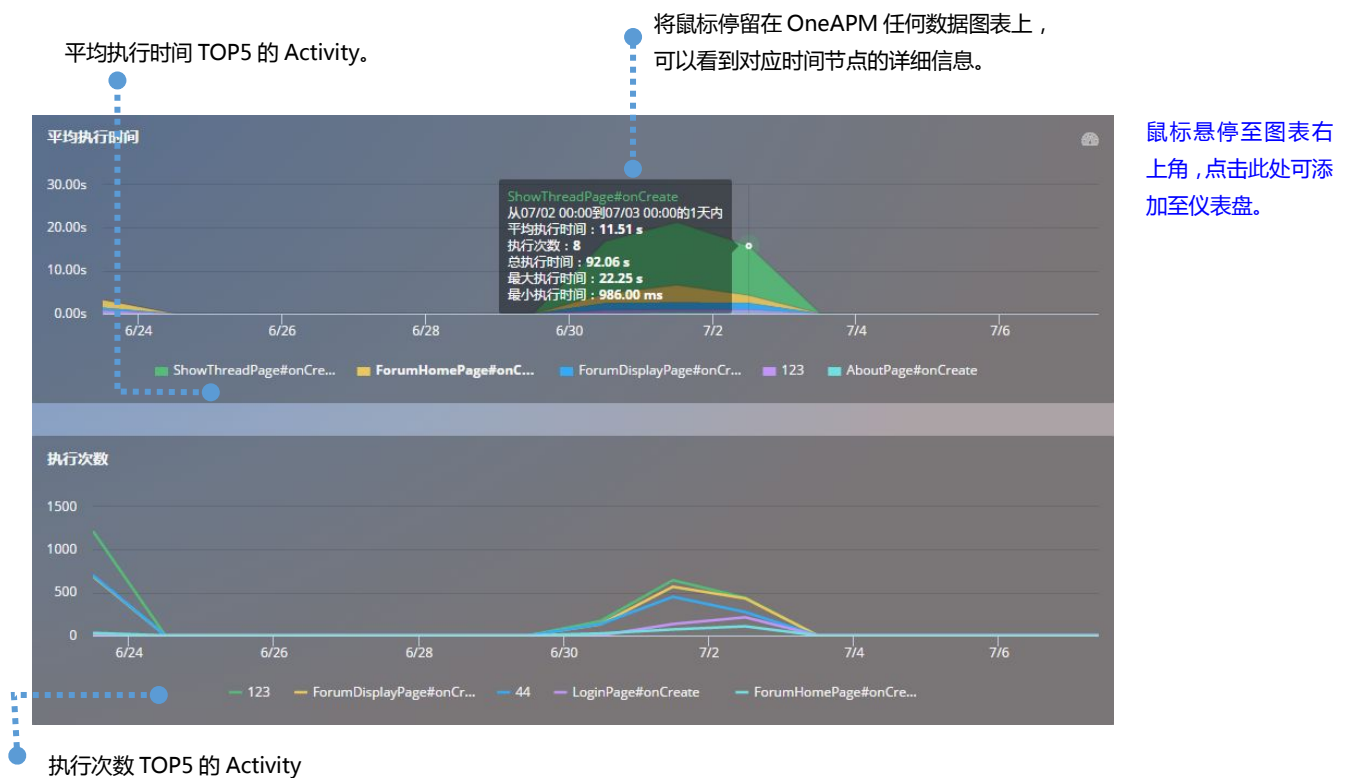 将鼠标停留在 OneAPM 任何数据图表上，
可以看到对应时间节点的详细信息。
平均执行时间 TOP5 的 Activity。
鼠标悬停至图表右
上角，点击此处可添
加至仪表盘。
平均执行时间
30.00s
20.00s
10.00s
0.00s
ShowThreadPage#onCreate
从07/02 00:00到07/03 00:00的1天内
平均执行时间：11.51 s
执行次数：8
总执行时间：92.06 s
最大执行时间：22.25 s
最小执行时间：986.00 ms
6/24 6/26 6/28 6/30 7/2 7/4 7/6
ShowThreadPage#onCre... ForumHomePage#onC... ForumDisplayPage#onCr... 123 AboutPage#onCreate
执行次数
1500
1000
500
0
6/24 6/26 6/28 6/30 7/2 7/4 7/6
123 ForumDisplayPage#onCr... 44 LoginPage#onCreate ForumHomePage#onCre...
执行次数 TOP5 的 Activity